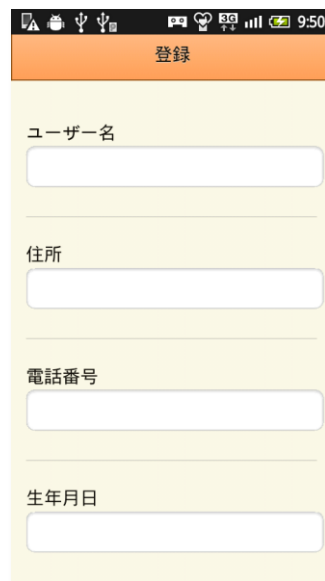 3G 9:50
登録
ユーザー名
住所
電話番号
生年月日